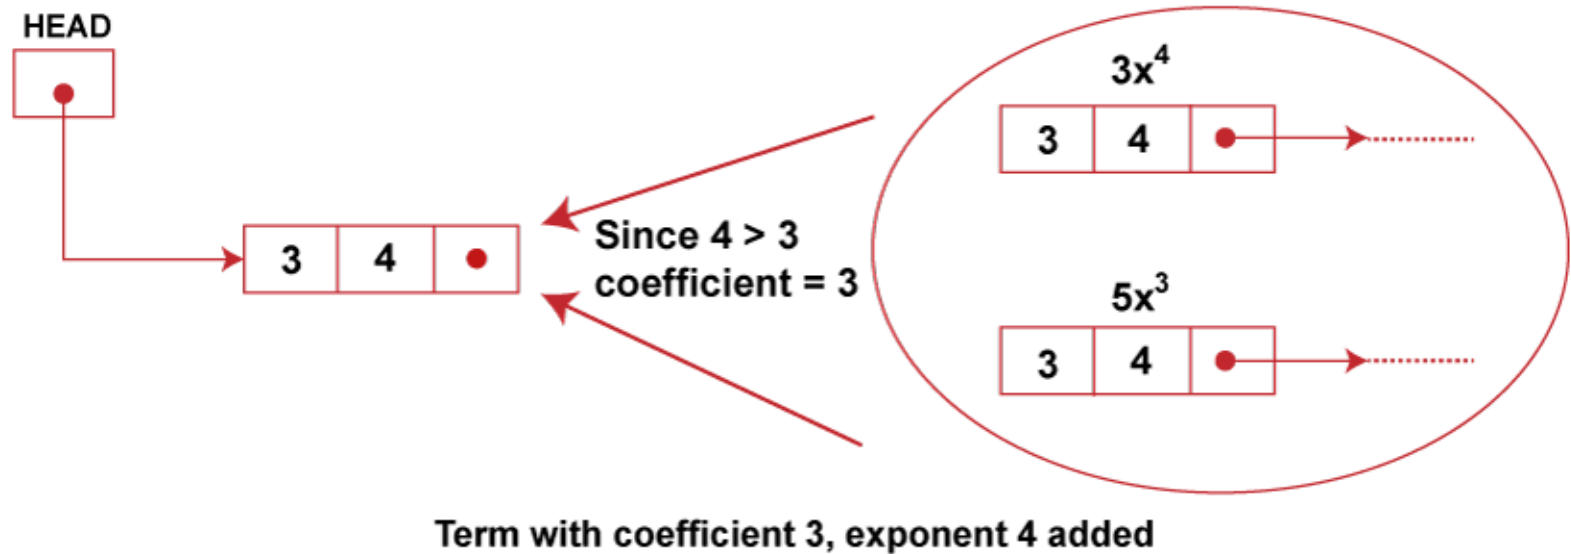 HEAD
3x⁴
3 4
Since 4 > 3
coefficient = 3
3 4
5x³
3 4
Term with coefficient 3, exponent 4 added